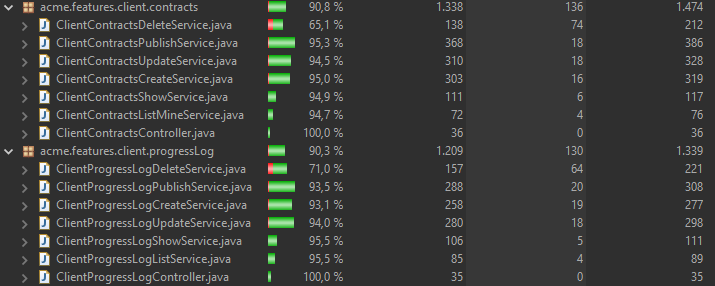 acme.features.client.contracts 90,8 % 1.338 136 1.474
ClientContractsDeleteService.java 65,1 % 138 74 212
ClientContractsPublishService.java 95,3 % 368 18 386
ClientContractsUpdateService.java 94,5 % 310 18 328
ClientContractsCreateService.java 95,0 % 303 16 319
ClientContractsShowService.java 94,9 % 111 6 117
ClientContractsListMineService.java 94,7 % 72 4 76
ClientContractsController.java 100,0 % 36 0 36
acme.features.client.progressLog 90,3 % 1.209 130 1.339
ClientProgressLogDeleteService.java 71,0 % 157 64 221
ClientProgressLogPublishService.java 93,5 % 288 20 308
ClientProgressLogCreateService.java 93,1 % 258 19 277
ClientProgressLogUpdateService.java 94,0 % 280 18 298
ClientProgressLogShowService.java 95,5 % 106 5 111
ClientProgressLogListService.java 95,5 % 85 4 89
ClientProgressLogController.java 100,0 % 35 0 35